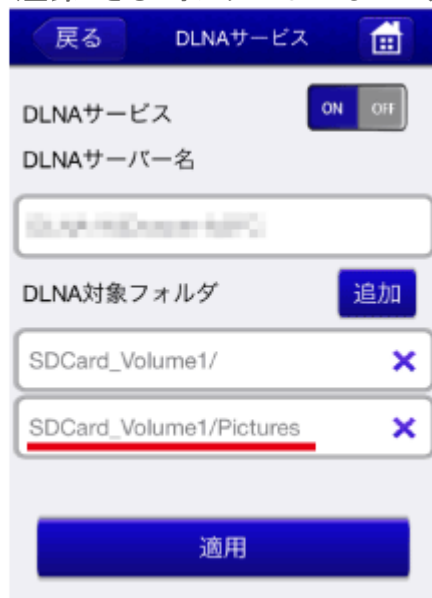 戻る DLNAサービス
DLNAサービス ON OFF
DLNAサーバー名
DLNA対象フォルダ 追加
SDCard_Volume1/
SDCard_Volume1/Pictures
適用